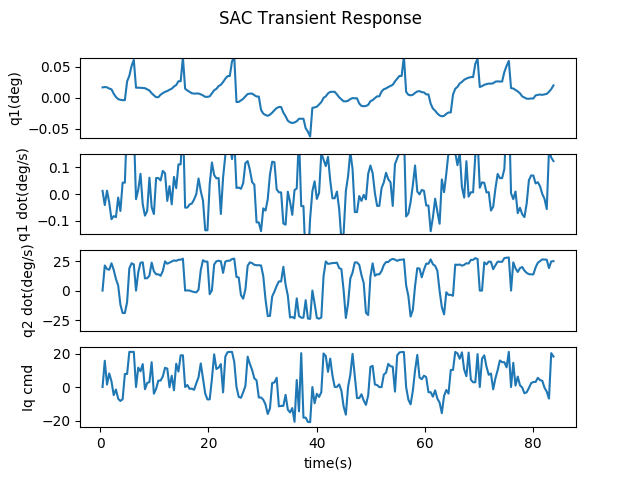 SAC Transient Response
q1(deg)
0.05
0.00
−0.05
q1 dot(deg/s)
0.1
0.0
−0.1
q2 dot(deg/s)
25
0
−25
Iq cmd
20
0
−20
0 20 40 60 80
time(s)